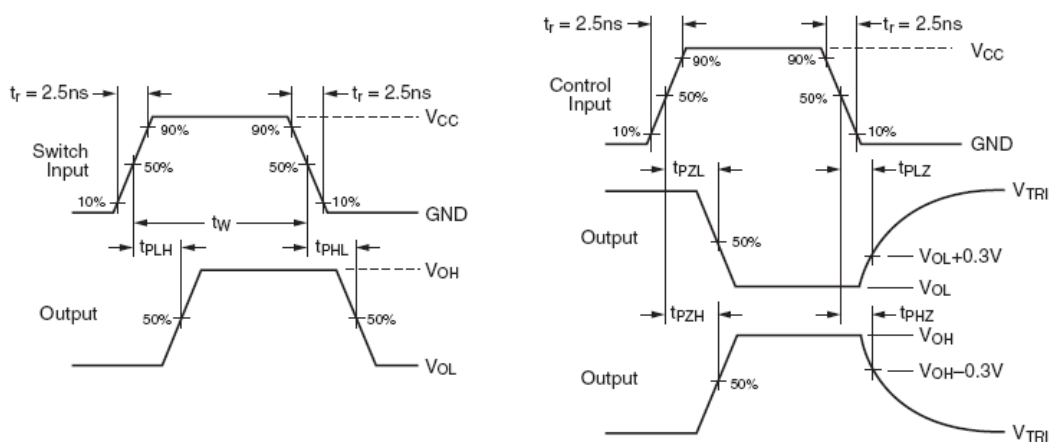 tr = 2.5ns
tr = 2.5ns
VCC
90%
90%
Switch
Input
50%
50%
10%
10%
GND
tW
tPLH
tPHL
VOH
Output
50%
50%
VOL
tr = 2.5ns
tr = 2.5ns
VCC
90%
90%
Control
Input
50%
50%
10%
10%
GND
tPZL
tPLZ
VTRI
Output
50%
VOL+0.3V
VOL
tPZH
tPHZ
VOH
VOH–0.3V
Output
50%
VTRI